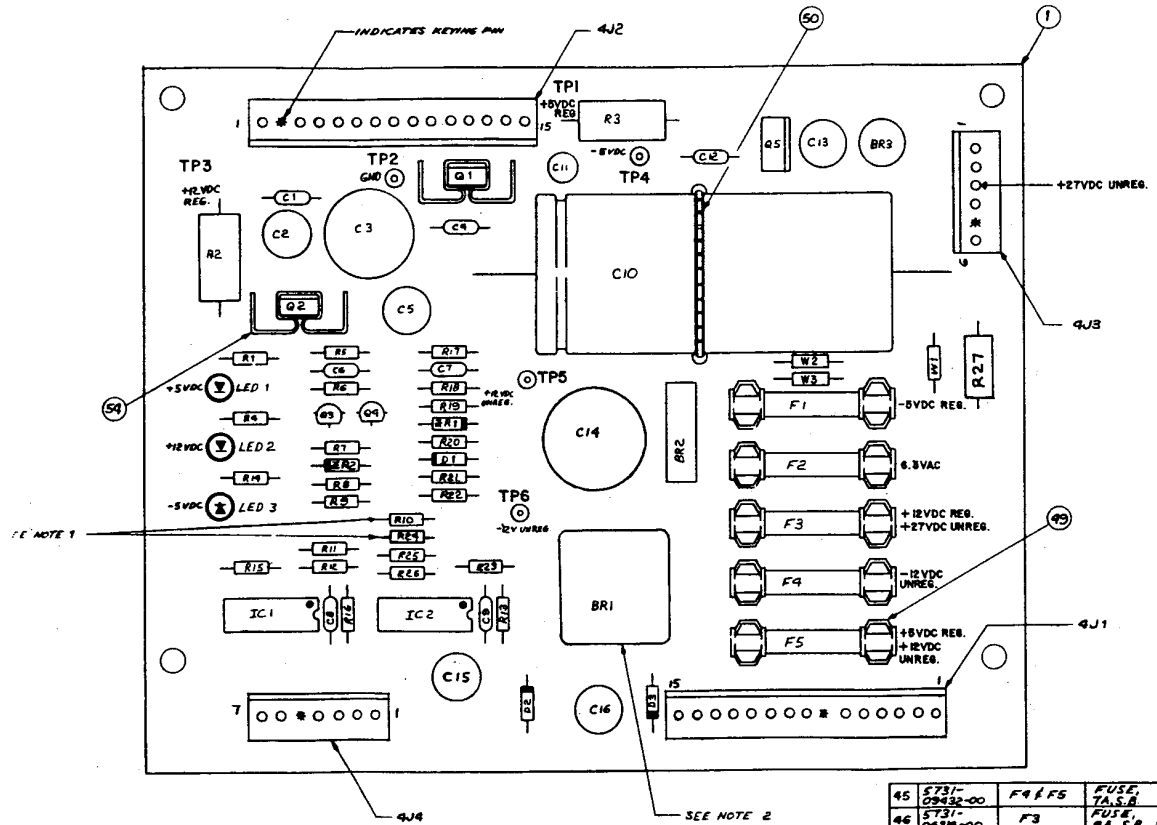 INDICATES KEYING PIN
4J2
50
1
TP1
+5VDC
REG
1
15
R3
-5VDC
TP4
C11
C12
Q5
C13
BR3
1
+27VDC UNREG.
6
4J3
TP3
+12VDC
REG.
TP2
GND
Q1
C1
C2
C3
C4
R2
C10
Q2
C5
54
R1
R5
R17
C6
C7
+5VDC
LED 1
R6
R18
+12VDC
UNREG.
TP5
R19
R4
Q3
Q4
R20
D1
+12VDC
LED 2
R7
R8
R21
R14
R9
R22
-5VDC
LED 3
C14
BR2
W2
W3
W1
R27
F1
-5VDC REG.
F2
6.3VAC
F3
+12VDC REG.
+27VDC UNREG.
49
F4
-12VDC
UNREG.
F5
+5VDC REG.
+12VDC
UNREG.
4J1
TP6
-12V UNREG
NOTE 1
R10
R24
R11
R25
R15
R12
R26
R23
IC1
C8
R16
IC2
C9
R13
BR1
C15
D2
C16
D3
15
1
7
1
4J4
SEE NOTE 2
45
5731-
09432-00
F4 & F5
FUSE,
7A,S.B
46
5731-
F3
FUSE,